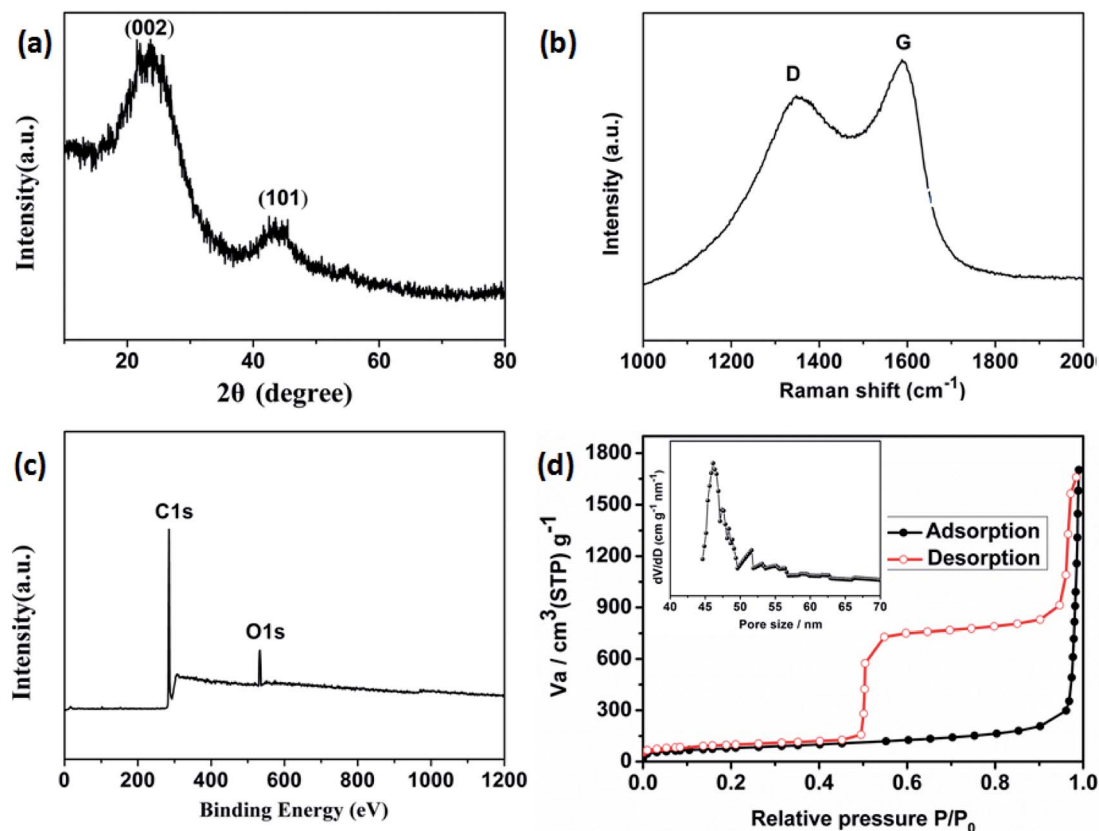 (a)
(002)
(101)
Intensity(a.u.)
20 40 60 80
2θ (degree)
(b)
D
G
Intensity (a.u.)
1000 1200 1400 1600 1800 2000
Raman shift (cm⁻¹)
(c)
C1s
O1s
Intensity(a.u.)
0 200 400 600 800 1000 1200
Binding Energy (eV)
(d)
1800
1500
1200
900
600
300
0
Va / cm³(STP) g⁻¹
dV/dD (cm g⁻¹ nm⁻¹)
40 45 50 55 60 65 70
Pore size / nm
Adsorption
Desorption
0.0 0.2 0.4 0.6 0.8 1.0
Relative pressure P/P₀